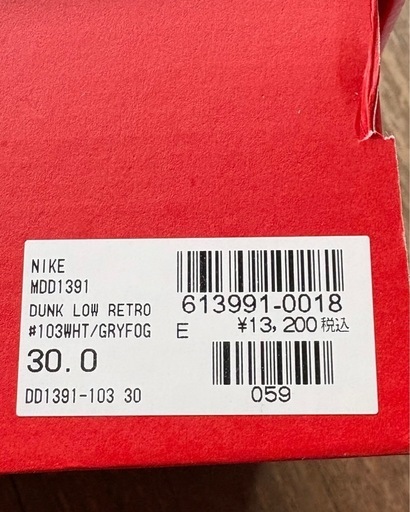 NIKE
MDD1391
DUNK LOW RETRO
#103WHT/GRYFOG
30.0
DD1391-103 30
613991-0018
E ¥13,200税込
059